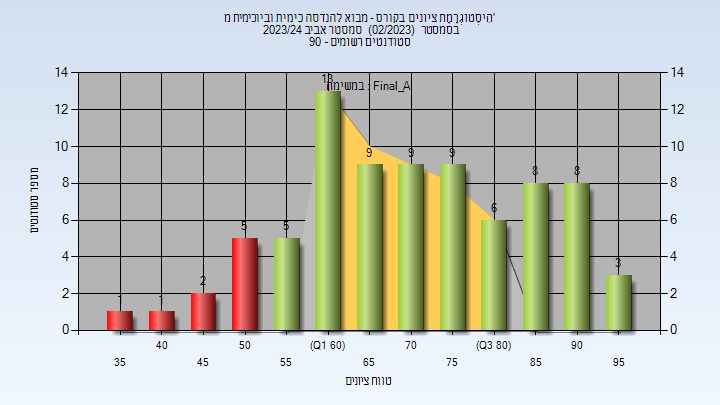 היסטוגרמת ציונים בקורס - מבוא להנדסה כימית וביוכימית מ'
בסמסטר (02/2023) סמסטר אביב 2023/24
סטודנטים רשומים - 90
במשימה : Final_A
מספר סטודנטים
14 12 10 8 6 4 2 0
14 12 10 8 6 4 2 0
1 1 2 5 5 13 9 9 9 6 8 8 3
40 50 (Q1 60) 70 (Q3 80) 90
35 45 55 65 75 85 95
טווח ציונים